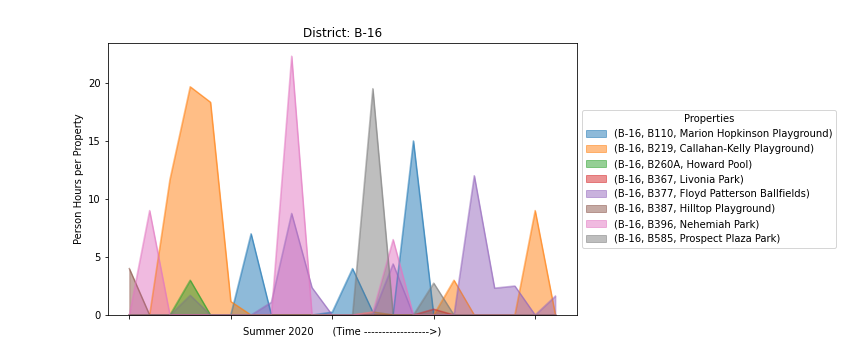 District: B-16
Person Hours per Property
20
15
10
5
0
Summer 2020 (Time ------------------>)
Properties
(B-16, B110, Marion Hopkinson Playground)
(B-16, B219, Callahan-Kelly Playground)
(B-16, B260A, Howard Pool)
(B-16, B367, Livonia Park)
(B-16, B377, Floyd Patterson Ballfields)
(B-16, B387, Hilltop Playground)
(B-16, B396, Nehemiah Park)
(B-16, B585, Prospect Plaza Park)